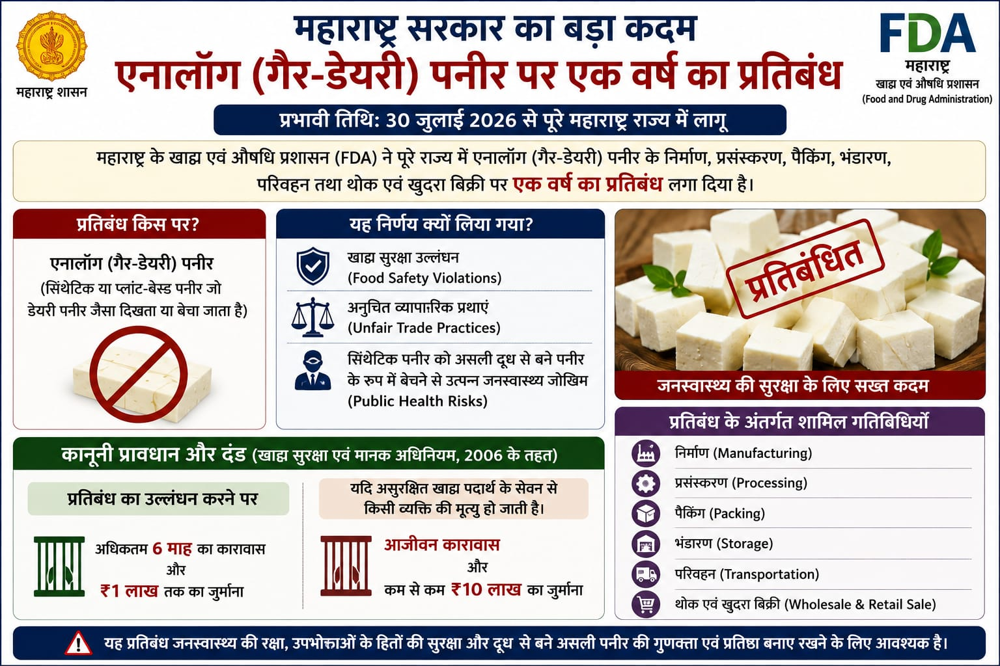 महाराष्ट्र सरकार का बड़ा कदम
एनालॉग (गैर-डेयरी) पनीर पर एक वर्ष का प्रतिबंध
महाराष्ट्र शासन
FDA
महाराष्ट्र
खाद्य एवं औषधि प्रशासन
(Food and Drug Administration)
प्रभावी तिथि: 30 जुलाई 2026 से पूरे महाराष्ट्र राज्य में लागू
महाराष्ट्र के खाद्य एवं औषधि प्रशासन (FDA) ने पूरे राज्य में एनालॉग (गैर-डेयरी) पनीर के निर्माण, प्रसंस्करण, पैकिंग, भंडारण,
परिवहन तथा थोक एवं खुदरा बिक्री पर एक वर्ष का प्रतिबंध लगा दिया है।
प्रतिबंध किस पर?
एनालॉग (गैर-डेयरी) पनीर
(सिंथेटिक या प्लांट-बेस्ड पनीर जो
डेयरी पनीर जैसा दिखता या बेचा जाता है)
यह निर्णय क्यों लिया गया?
खाद्य सुरक्षा उल्लंघन
(Food Safety Violations)
अनुचित व्यापारिक प्रथाएं
(Unfair Trade Practices)
सिंथेटिक पनीर को असली दूध से बने पनीर
के रूप में बेचने से उत्पन्न जनस्वास्थ्य जोखिम
(Public Health Risks)
प्रतिबंधित
जनस्वास्थ्य की सुरक्षा के लिए सख्त कदम
कानूनी प्रावधान और दंड (खाद्य सुरक्षा एवं मानक अधिनियम, 2006 के तहत)
प्रतिबंध का उल्लंघन करने पर
अधिकतम 6 माह का कारावास
और
₹1 लाख तक का जुर्माना
यदि असुरक्षित खाद्य पदार्थ के सेवन से
किसी व्यक्ति की मृत्यु हो जाती है।
आजीवन कारावास
और
कम से कम ₹10 लाख का जुर्माना
प्रतिबंध के अंतर्गत शामिल गतिबिधियों
निर्माण (Manufacturing)
प्रसंस्करण (Processing)
पैकिंग (Packing)
भंडारण (Storage)
परिवहन (Transportation)
थोक एवं खुदरा बिक्री (Wholesale & Retail Sale)
यह प्रतिबंध जनस्वास्थ्य की रक्षा, उपभोक्ताओं के हितों की सुरक्षा और दूध से बने असली पनीर की गुणवत्ता एवं प्रतिष्ठा बनाए रखने के लिए आवश्यक है।